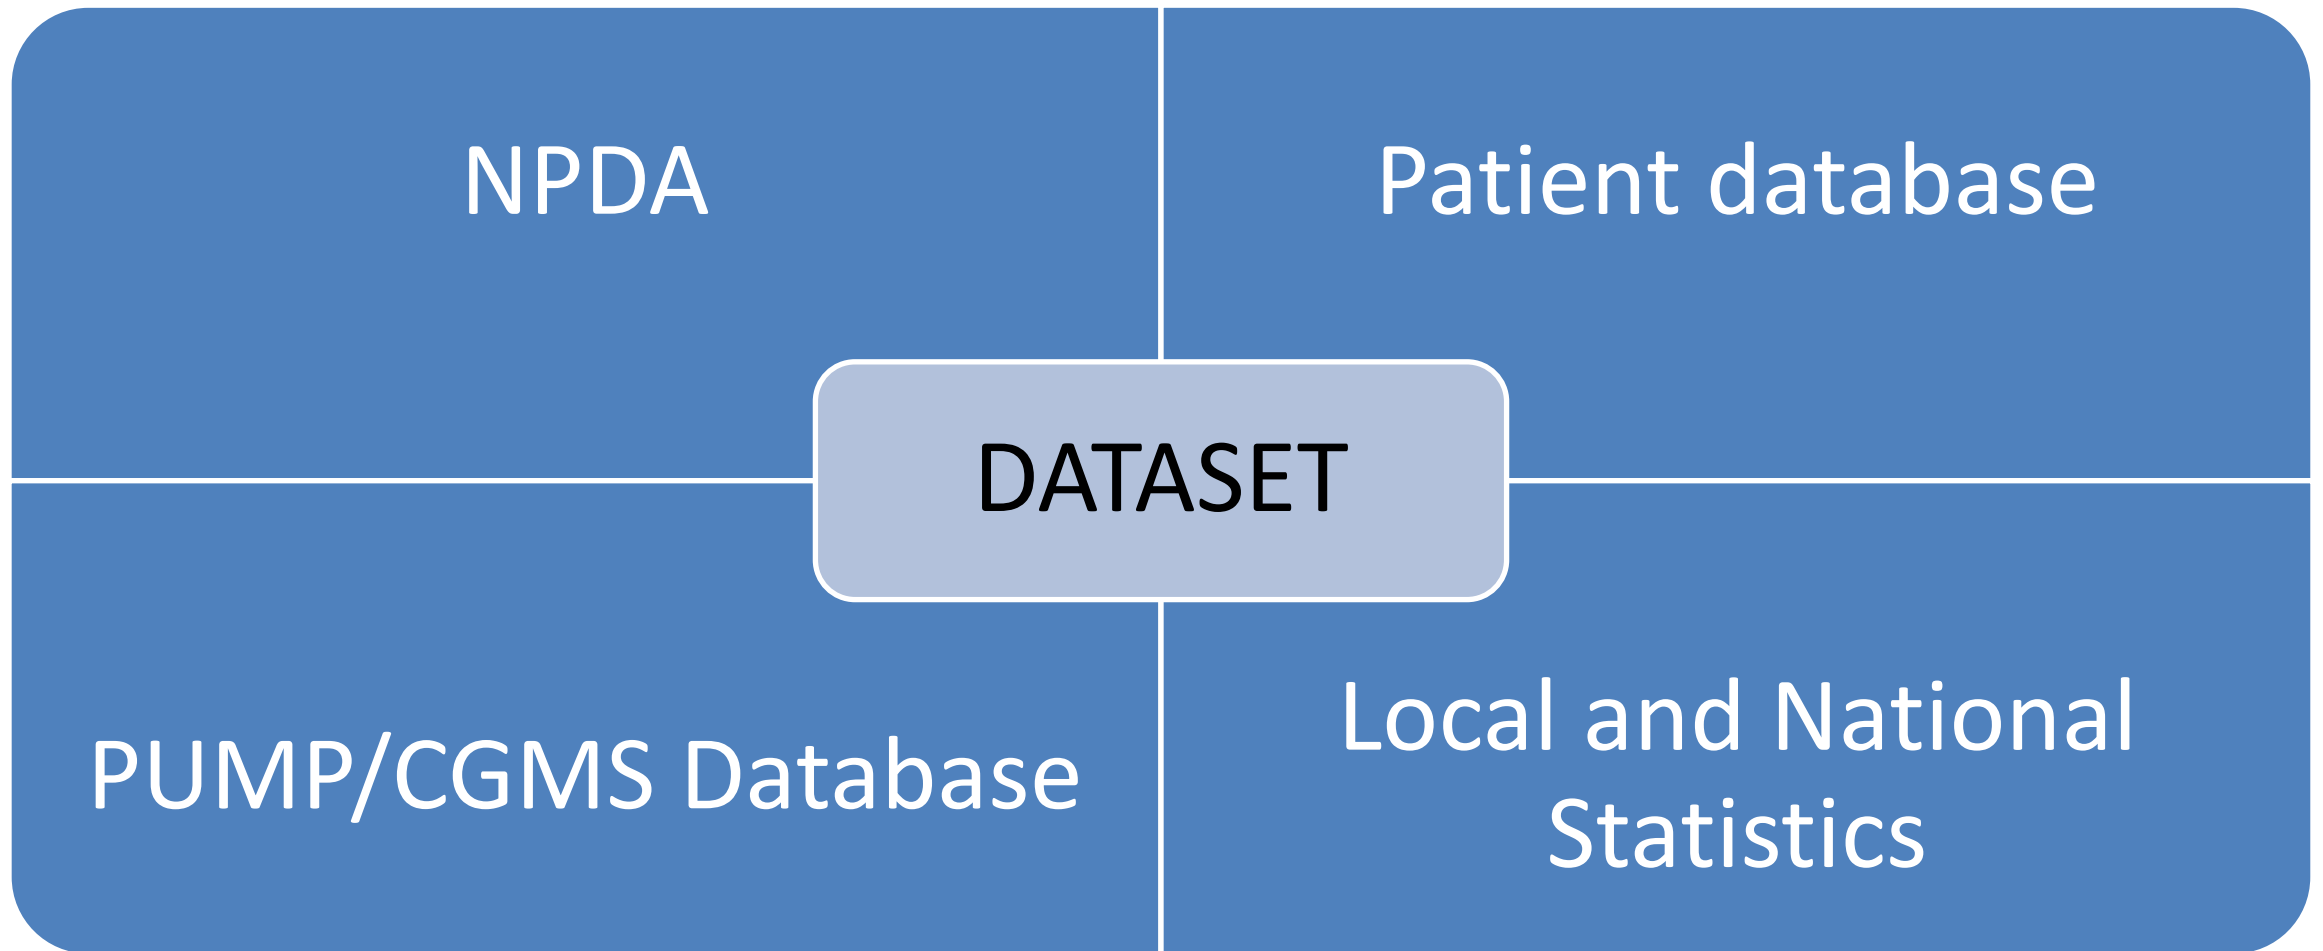 NPDA
Patient database
DATASET
PUMP/CGMS Database
Local and National
Statistics